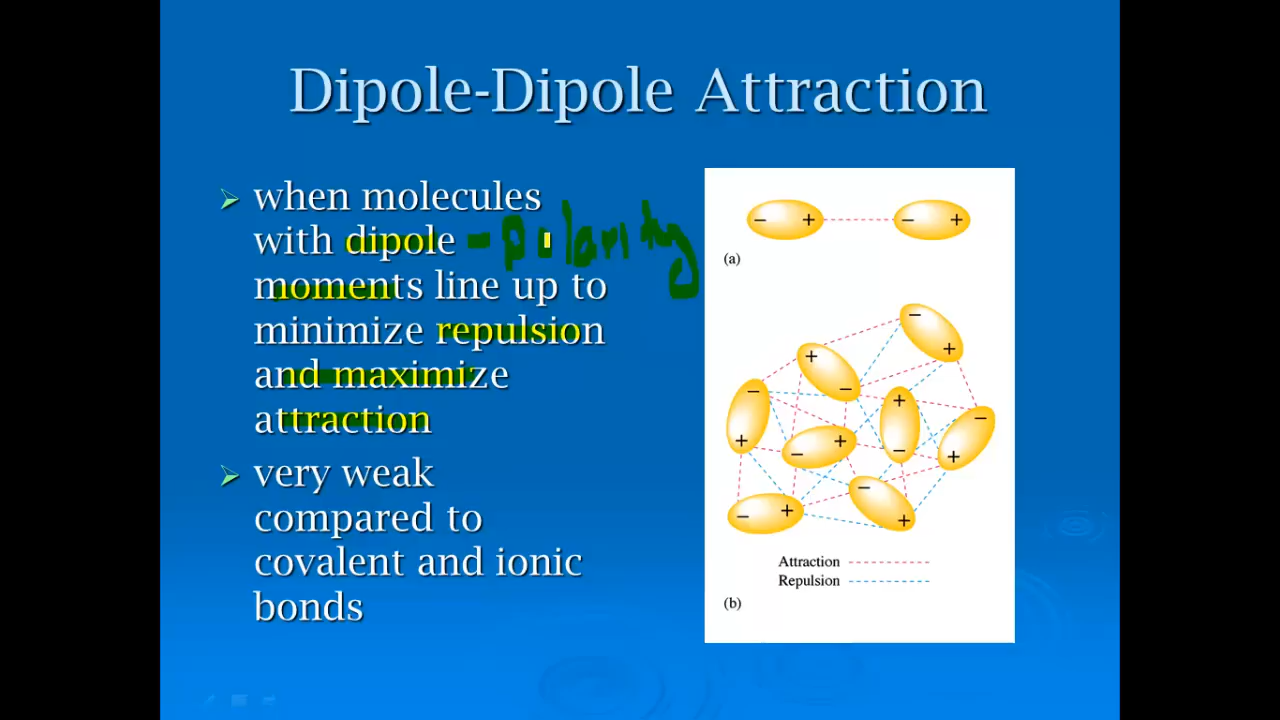 Dipole-Dipole Attraction
➢ when molecules
with dipole - polarity
moments line up to
minimize repulsion
and maximize
attraction
➢ very weak
compared to
covalent and ionic
bonds
− + − +
(a)
−
+ +
− −
+ −
+ + −
− − +
−
− + +
Attraction
Repulsion
(b)